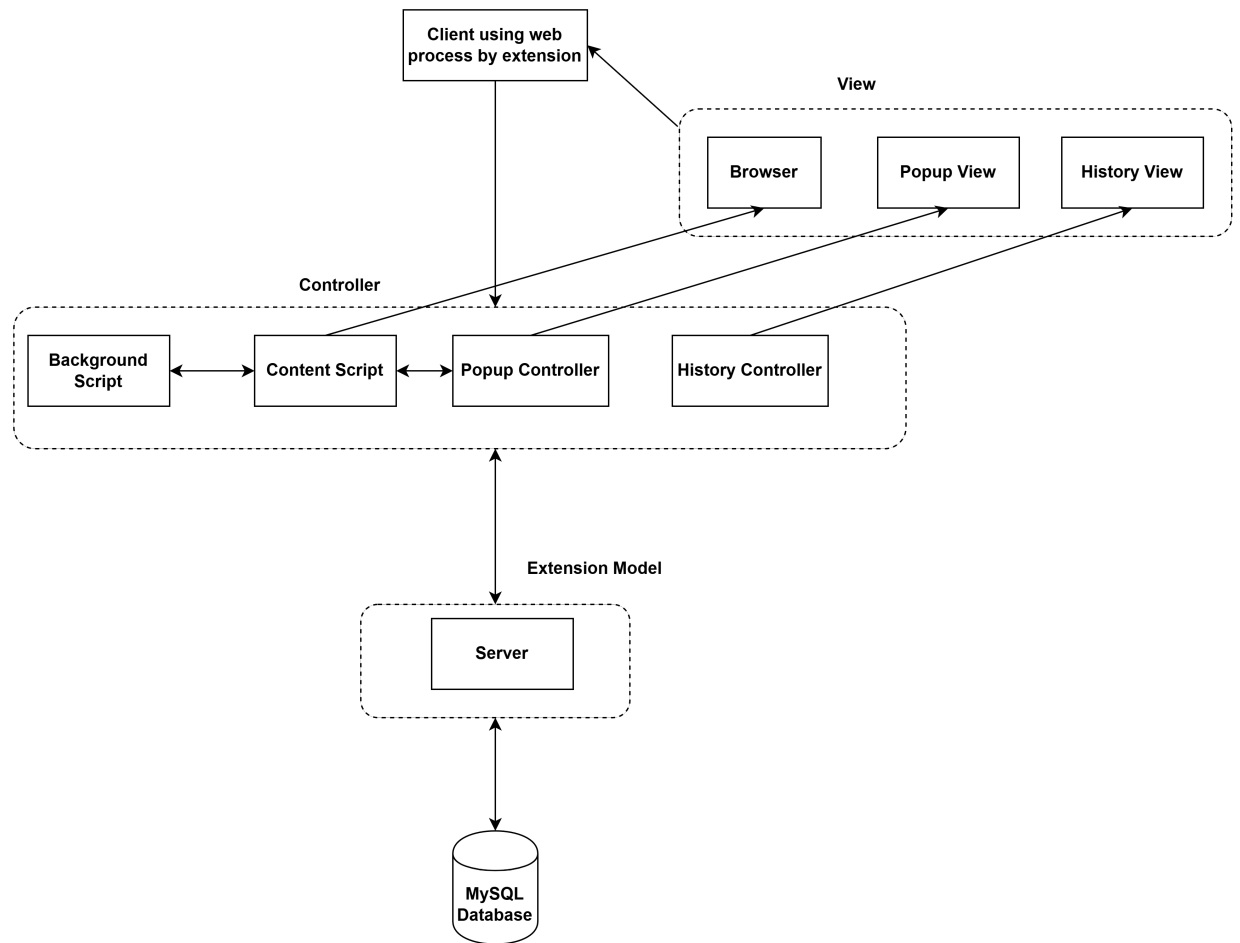 Client using web
process by extension
View
Browser
Popup View
History View
Controller
Background
Script
Content Script
Popup Controller
History Controller
Extension Model
Server
MySQL
Database